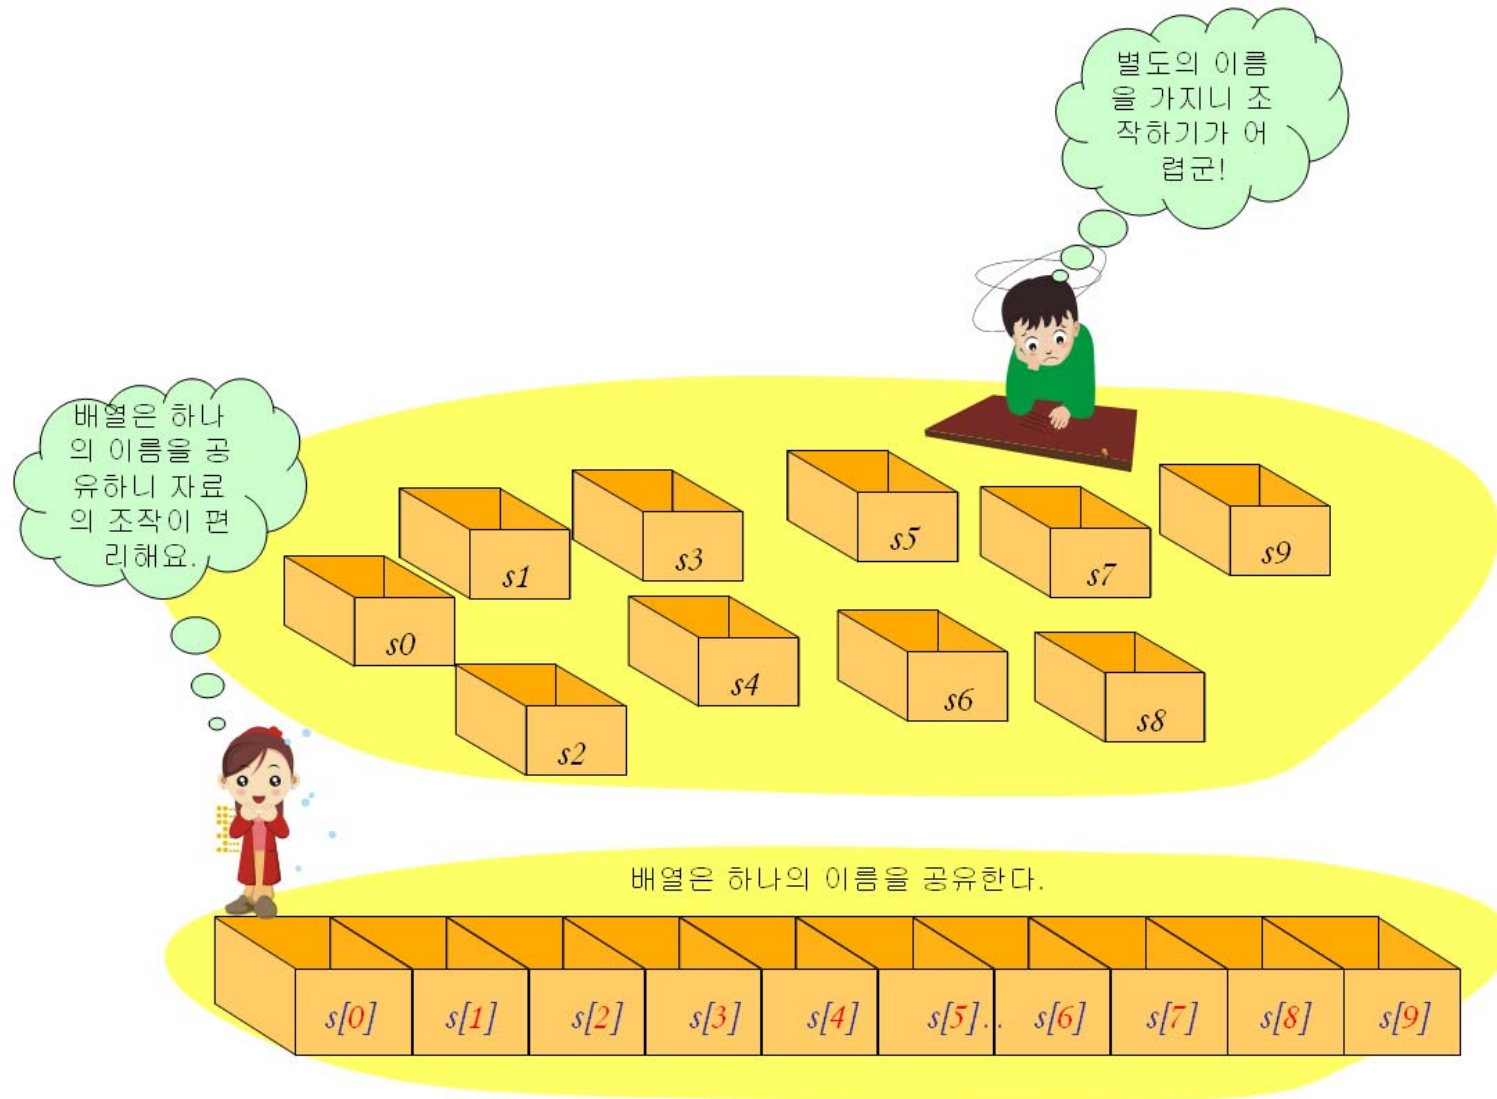 별도의 이름
을 가지니 조
작하기가 어
렵군!
배열은 하나
의 이름을 공
유하니 자료
의 조작이 편
리해요.
s0
s1
s2
s3
s4
s5
s6
s7
s8
s9
배열은 하나의 이름을 공유한다.
s[0] s[1] s[2] s[3] s[4] s[5].. s[6] s[7] s[8] s[9]